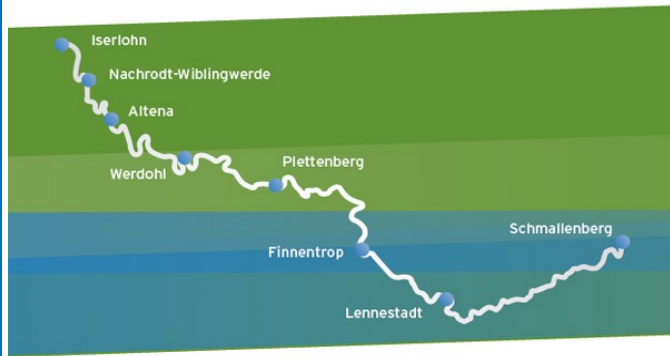 Iserlohn
Nachrodt-Wiblingwerde
Altena
Plettenberg
Werdohl
Schmallenberg
Finnentrop
Lennestadt